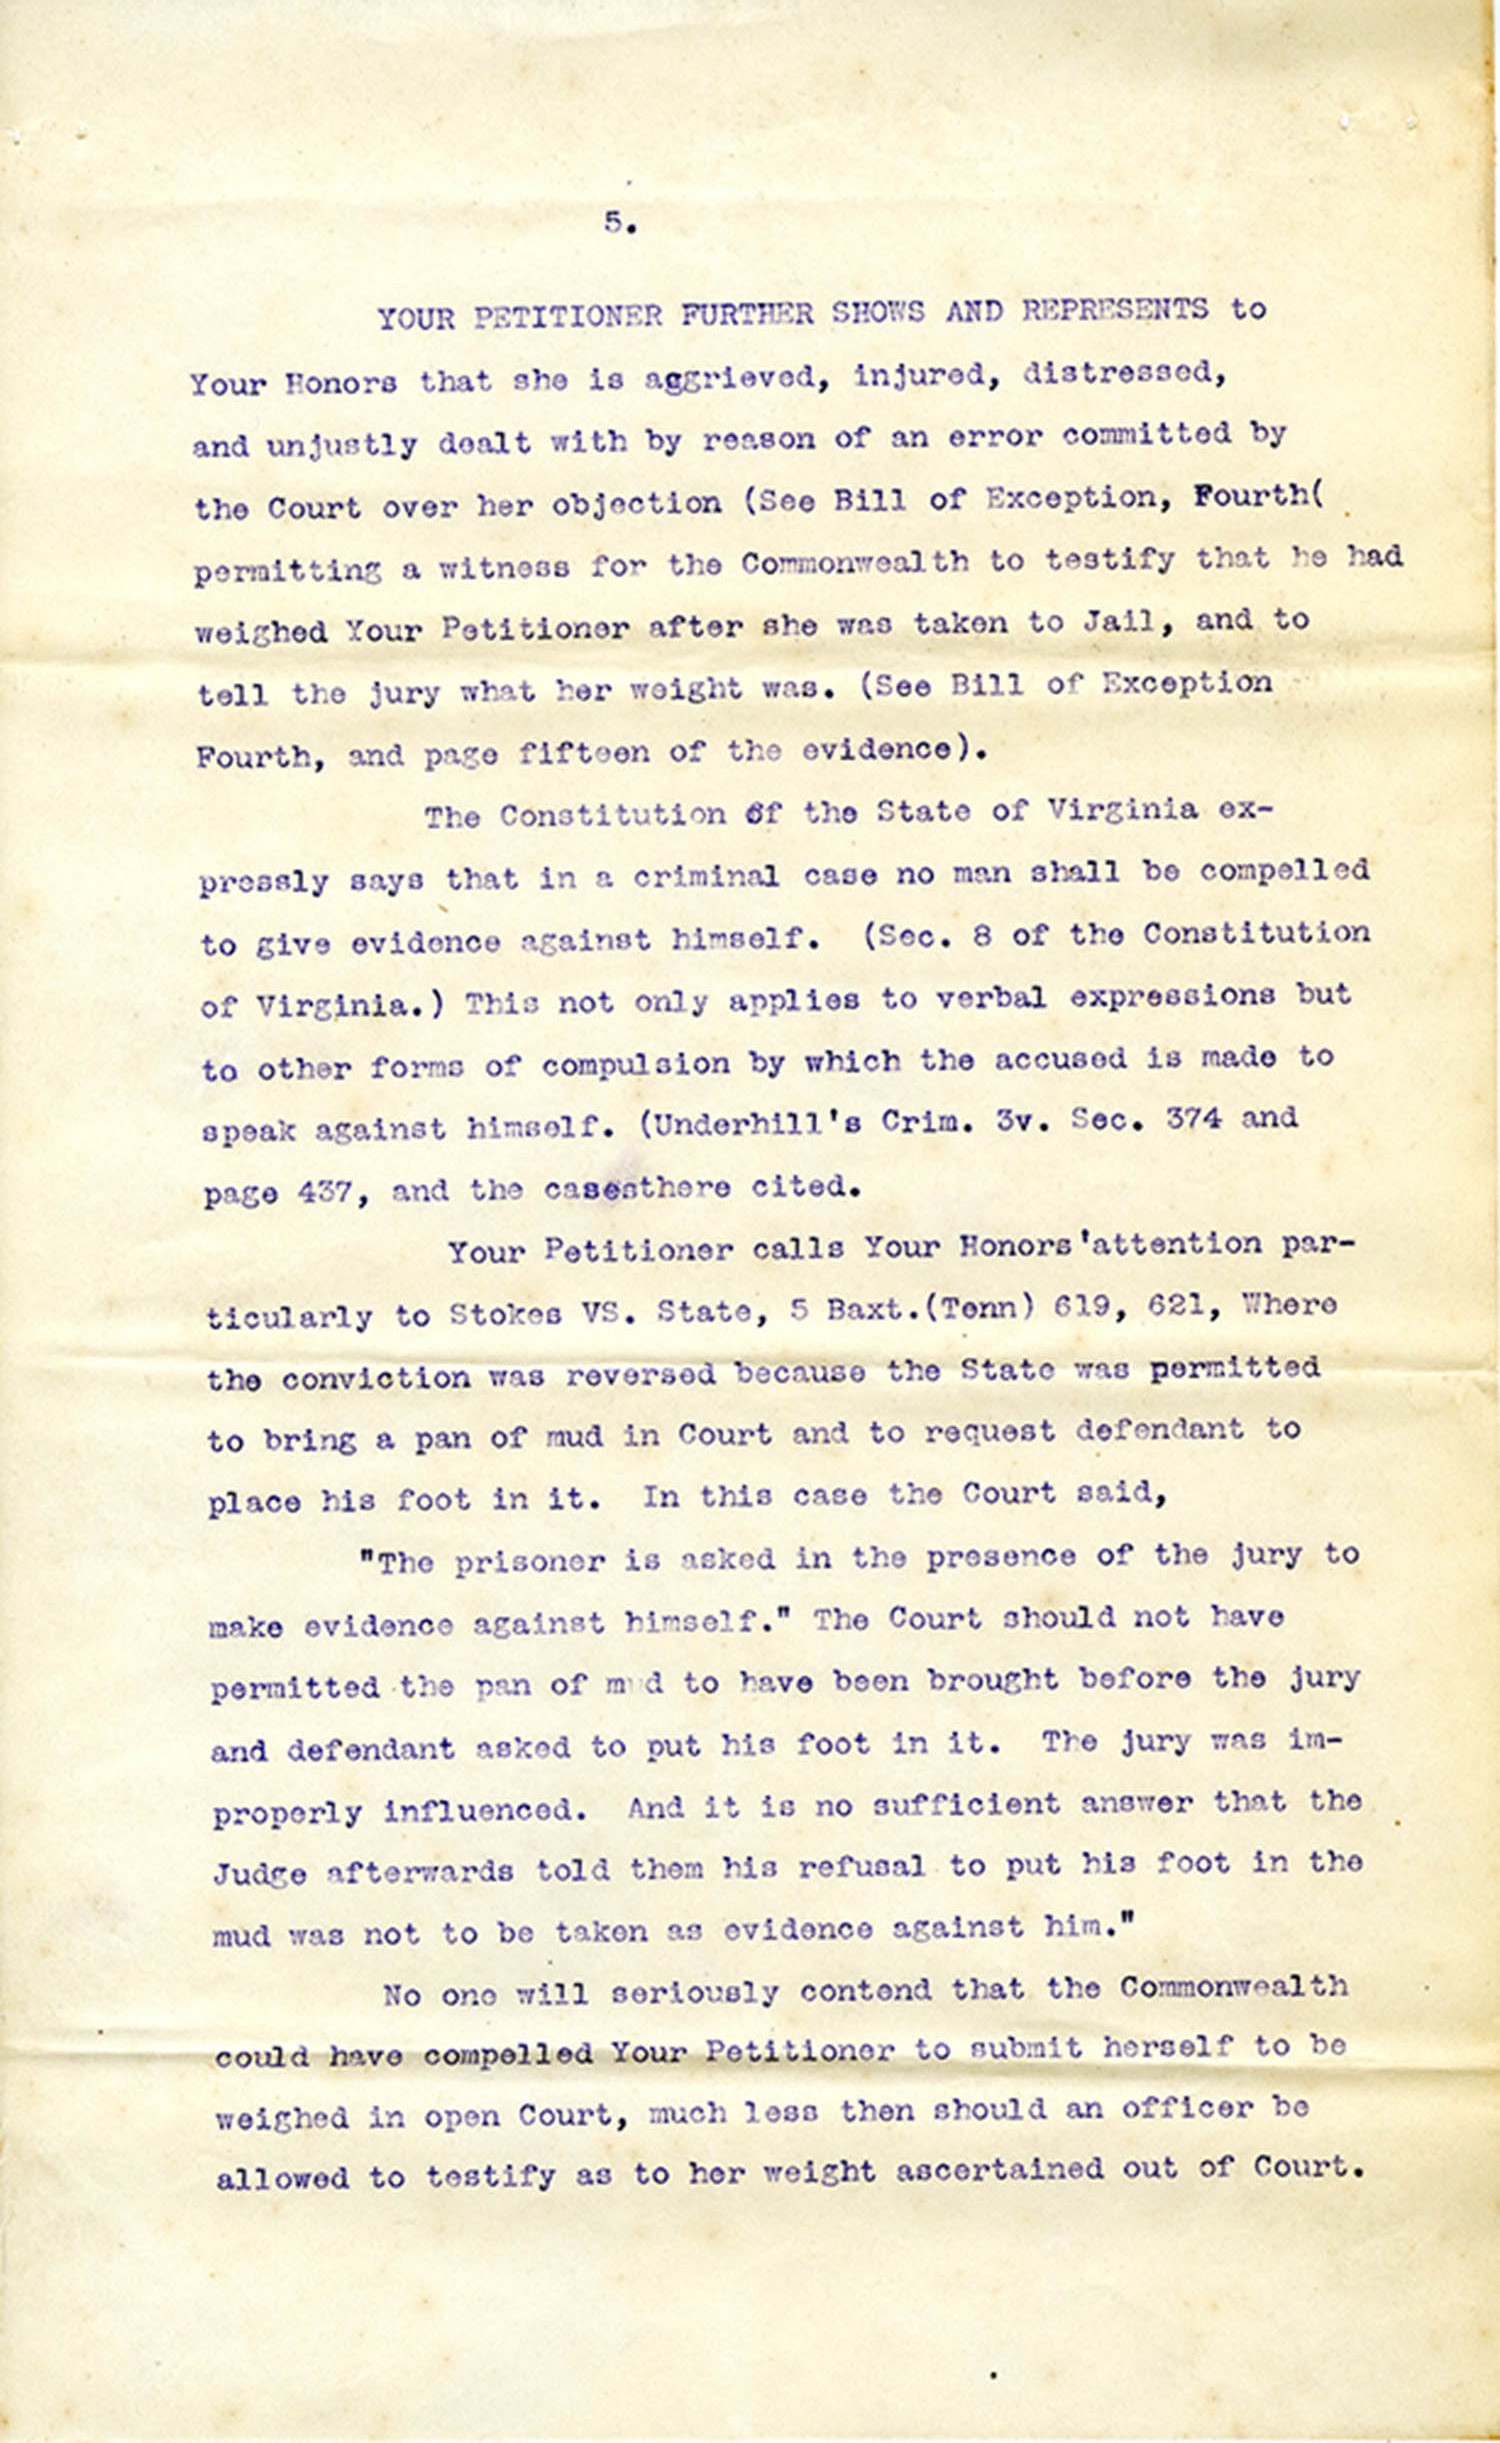 5.
YOUR PETITIONER FURTHER SHOWS AND REPRESENTS to
Your Honors that she is aggrieved, injured, distressed,
and unjustly dealt with by reason of an error committed by
the Court over her objection (See Bill of Exception, Fourth(
permitting a witness for the Commonwealth to testify that he had
weighed Your Petitioner after she was taken to Jail, and to
tell the jury what her weight was. (See Bill of Exception
Fourth, and page fifteen of the evidence).
The Constitution of the State of Virginia ex-
pressly says that in a criminal case no man shall be compelled
to give evidence against himself. (Sec. 8 of the Constitution
of Virginia.) This not only applies to verbal expressions but
to other forms of compulsion by which the accused is made to
speak against himself. (Underhill's Crim. 3v. Sec. 374 and
page 437, and the casesthere cited.
Your Petitioner calls Your Honors'attention par-
ticularly to Stokes VS. State, 5 Baxt.(Tenn) 619, 621, Where
the conviction was reversed because the State was permitted
to bring a pan of mud in Court and to request defendant to
place his foot in it. In this case the Court said,
"The prisoner is asked in the presence of the jury to
make evidence against himself." The Court should not have
permitted the pan of mud to have been brought before the jury
and defendant asked to put his foot in it. The jury was im-
properly influenced. And it is no sufficient answer that the
Judge afterwards told them his refusal to put his foot in the
mud was not to be taken as evidence against him."
No one will seriously contend that the Commonwealth
could have compelled Your Petitioner to submit herself to be
weighed in open Court, much less then should an officer be
allowed to testify as to her weight ascertained out of Court.